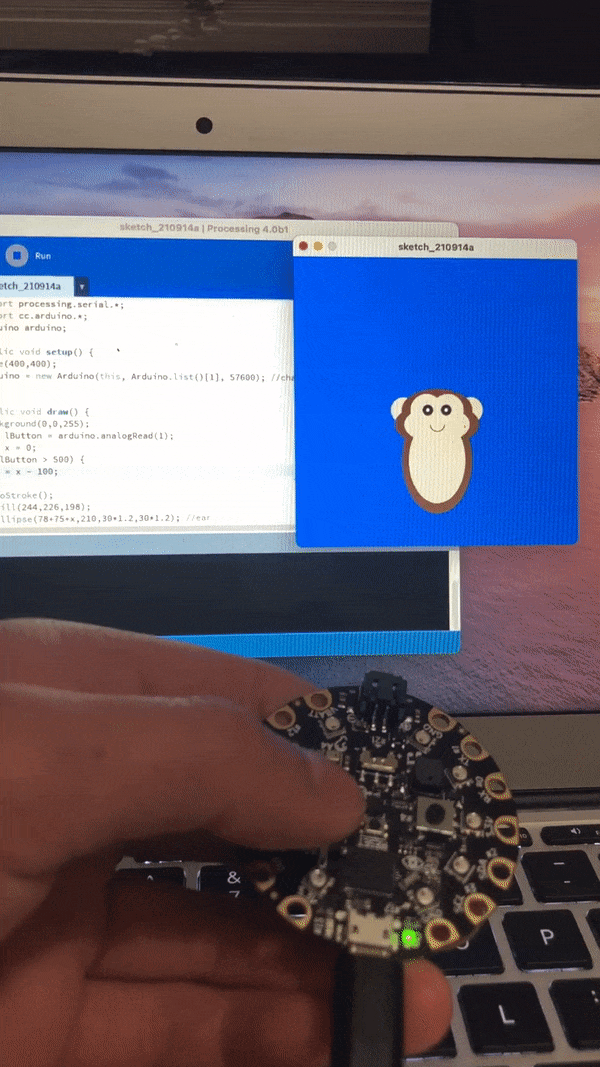 sketch_210914a | Processing 4.0b1
sketch_210914a
Run
etch_210914a
ort processing.serial.*;
ort cc.arduino.*;
uino arduino;
lic void setup() {
e(400,400);
uino = new Arduino(this, Arduino.list()[1], 57600); //cha
lic void draw() {
kground(0,0,255);
lButton = arduino.analogRead(1);
x = 0;
lButton > 500) {
= x - 100;
oStroke();
ill(244,226,198);
llipse(78+75+x,210,30*1.2,30*1.2); //ear
&
7
P
L